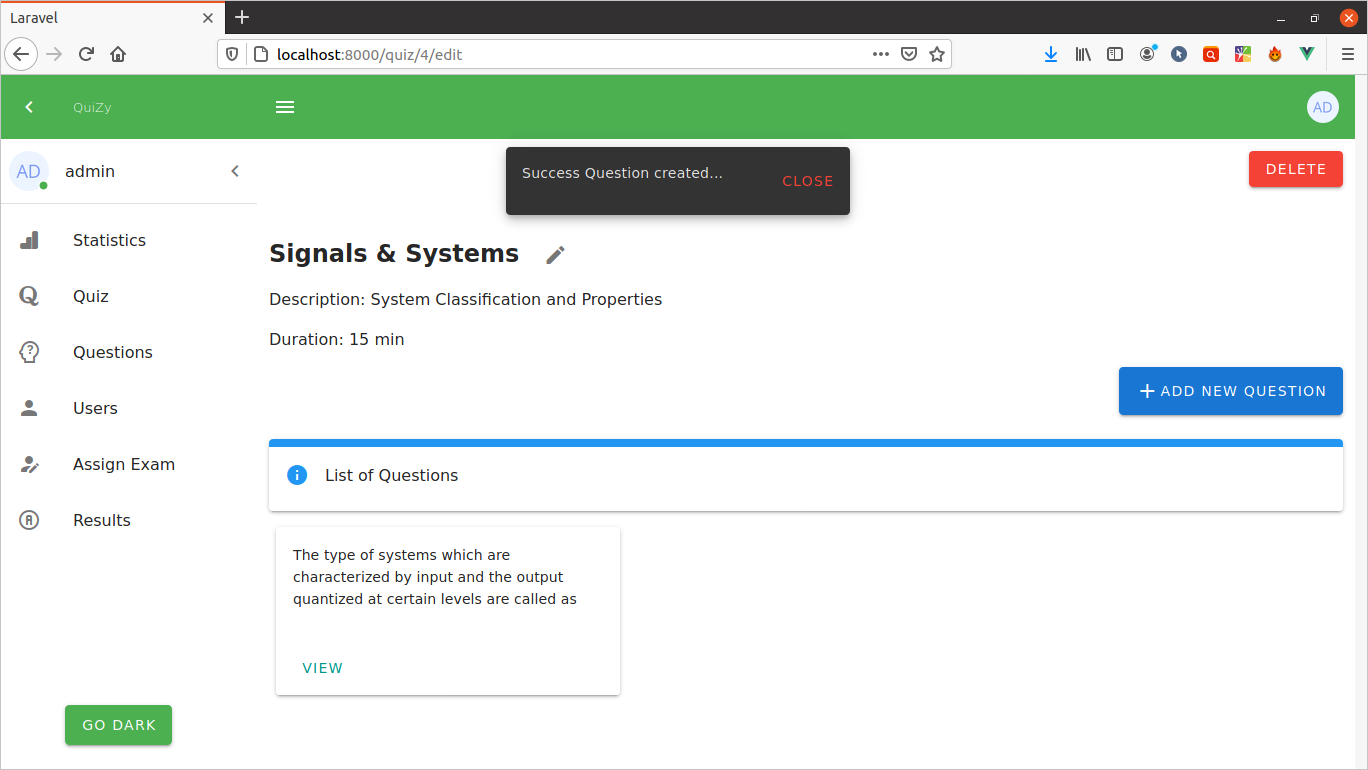 Laravel
localhost:8000/quiz/4/edit
QuiZy
AD
AD
admin
Statistics
Quiz
Questions
Users
Assign Exam
Results
GO DARK
Success Question created...
CLOSE
DELETE
Signals & Systems
Description: System Classification and Properties
Duration: 15 min
ADD NEW QUESTION
List of Questions
The type of systems which are
characterized by input and the output
quantized at certain levels are called as
VIEW